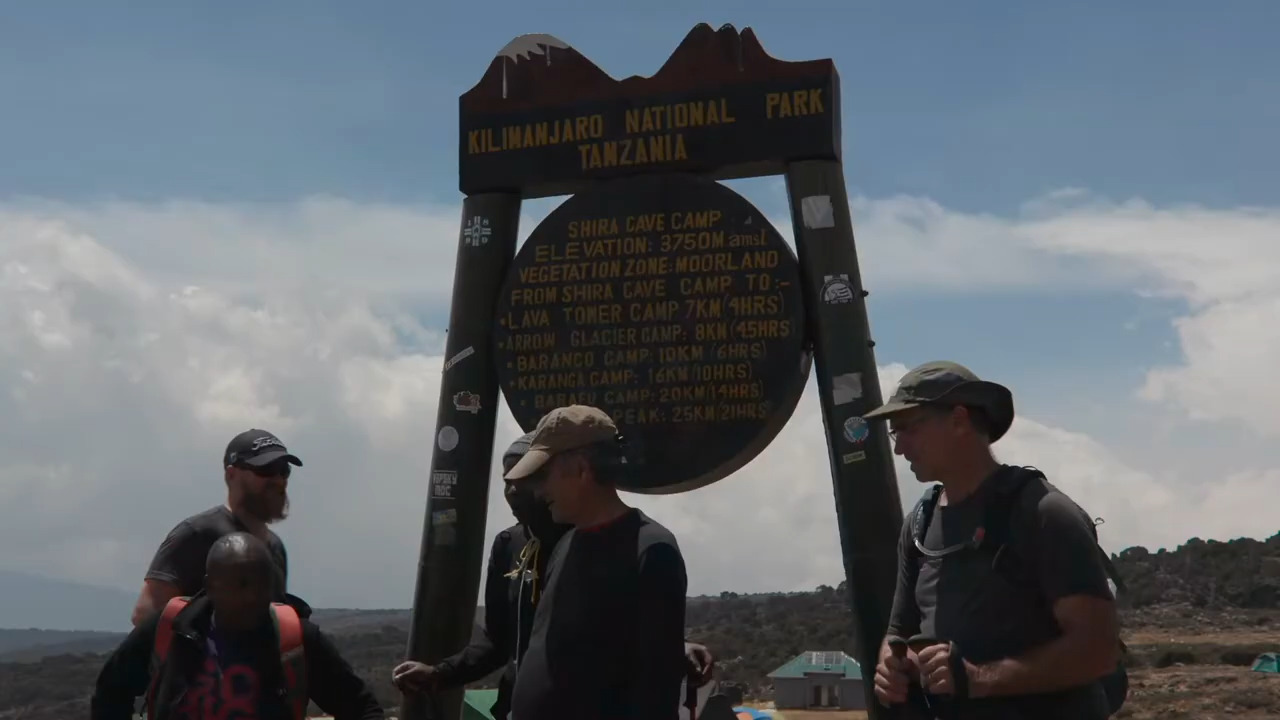 KILIMANJARO NATIONAL PARK
TANZANIA
SHIRA CAVE CAMP
ELEVATION: 3750M amsl
VEGETATION ZONE: MOORLAND
FROM SHIRA CAVE CAMP TO:-
• LAVA TOWER CAMP 7KM (4HRS)
• ARROW GLACIER CAMP: 8KM (4.5HRS
• BARANCO CAMP: 10KM (6HRS)
• KARANGA CAMP: 16KM (10HRS)
• BARAFU CAMP: 20KM (14HRS)
PEAK: 25KM (21HRS)
Titleist